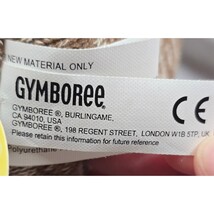 NEW MATERIAL ONLY
GYMBOREE
GYMBOREE ®, BURLINGAME,
CA 94010, USA
GYMBOREE ®, 198 REGENT STREET, LONDON W1B 5TP, UK
Please retain this information for future reference
CE
Polyurethane